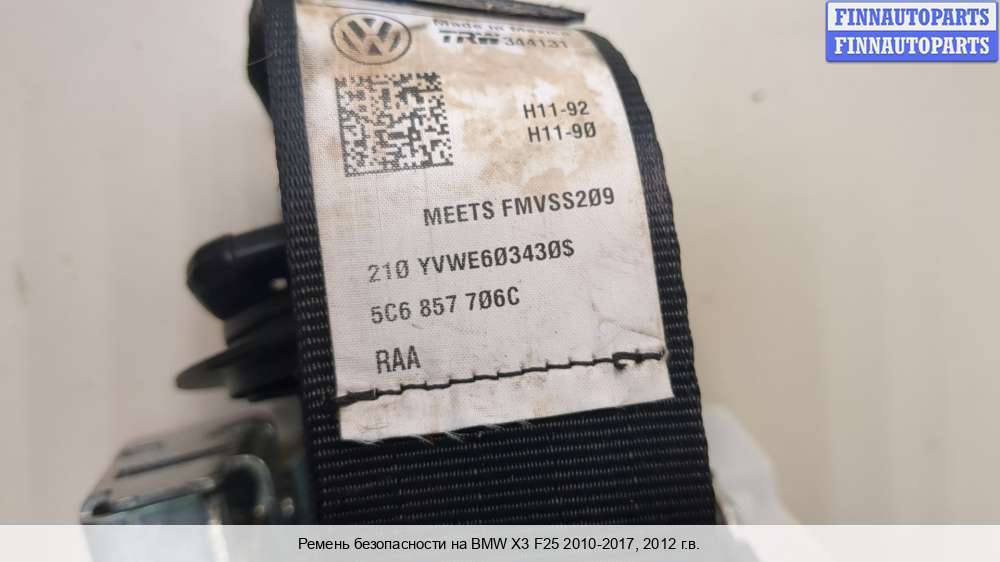 FINNAUTOPARTS
FINNAUTOPARTS
Made in Mexico
TRW 344131
H11-92
H11-90
MEETS FMVSS209
210 YVWE603430S
5C6 857 706C
RAA
Ремень безопасности на BMW X3 F25 2010-2017, 2012 г.в.